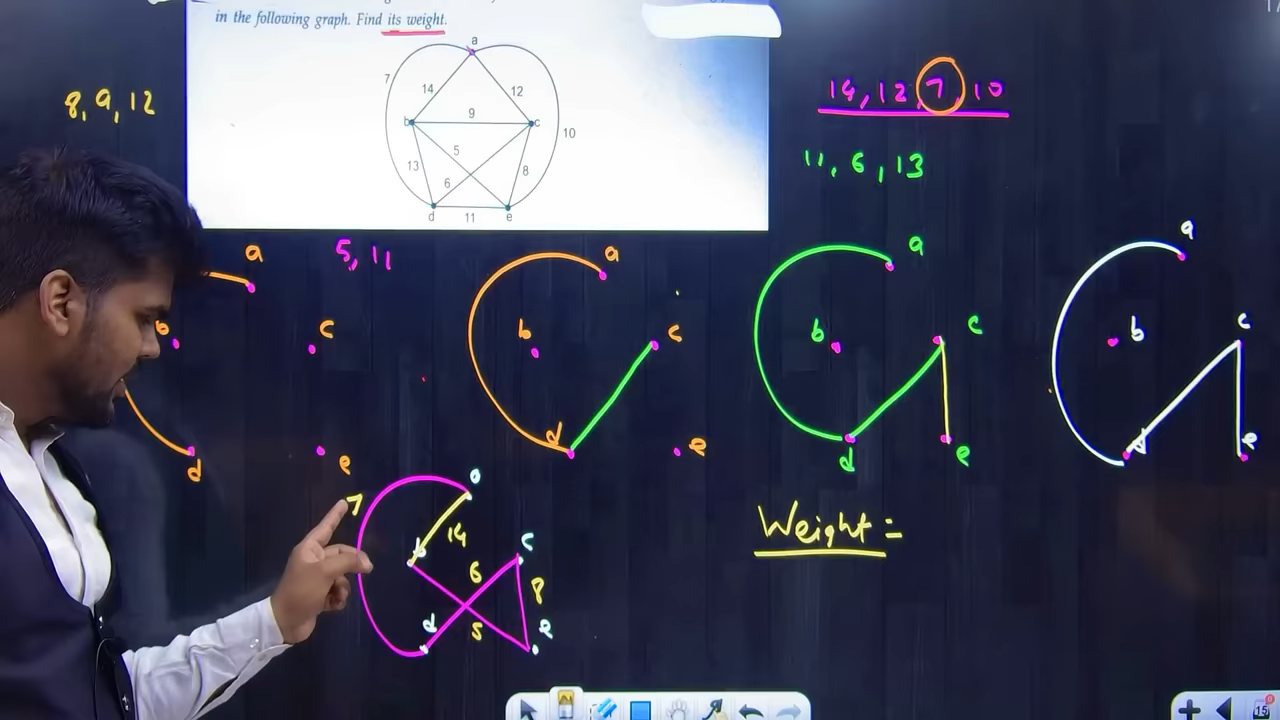 in the following graph. Find its weight.
a
7
14
12
b
9
c
10
5
13
8
6
d
11
e
8, 9, 12
14, 12, 7, 10
11, 6, 13
a
5, 11
b
c
d
e
a
b
c
d
e
a
b
c
d
e
a
b
c
d
e
7
a
b
14
c
6
8
d
5
e
Weight =
15